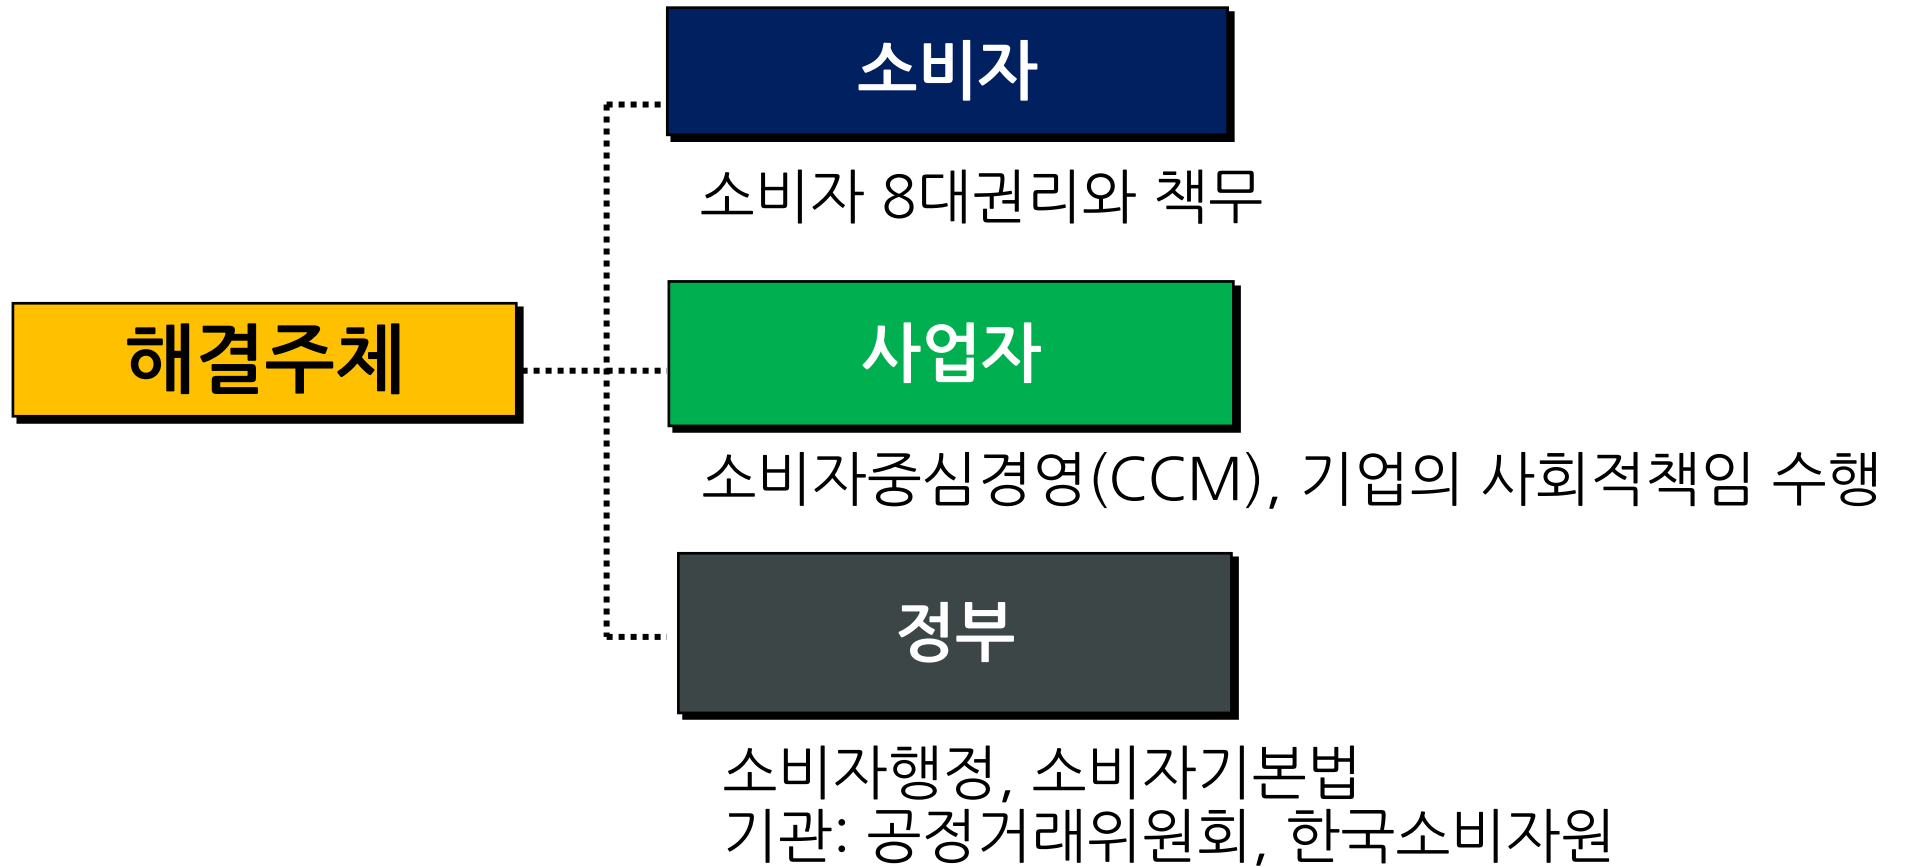 소비자
소비자 8대권리와 책무
해결주체
사업자
소비자중심경영(CCM), 기업의 사회적책임 수행
정부
소비자행정, 소비자기본법
기관: 공정거래위원회, 한국소비자원